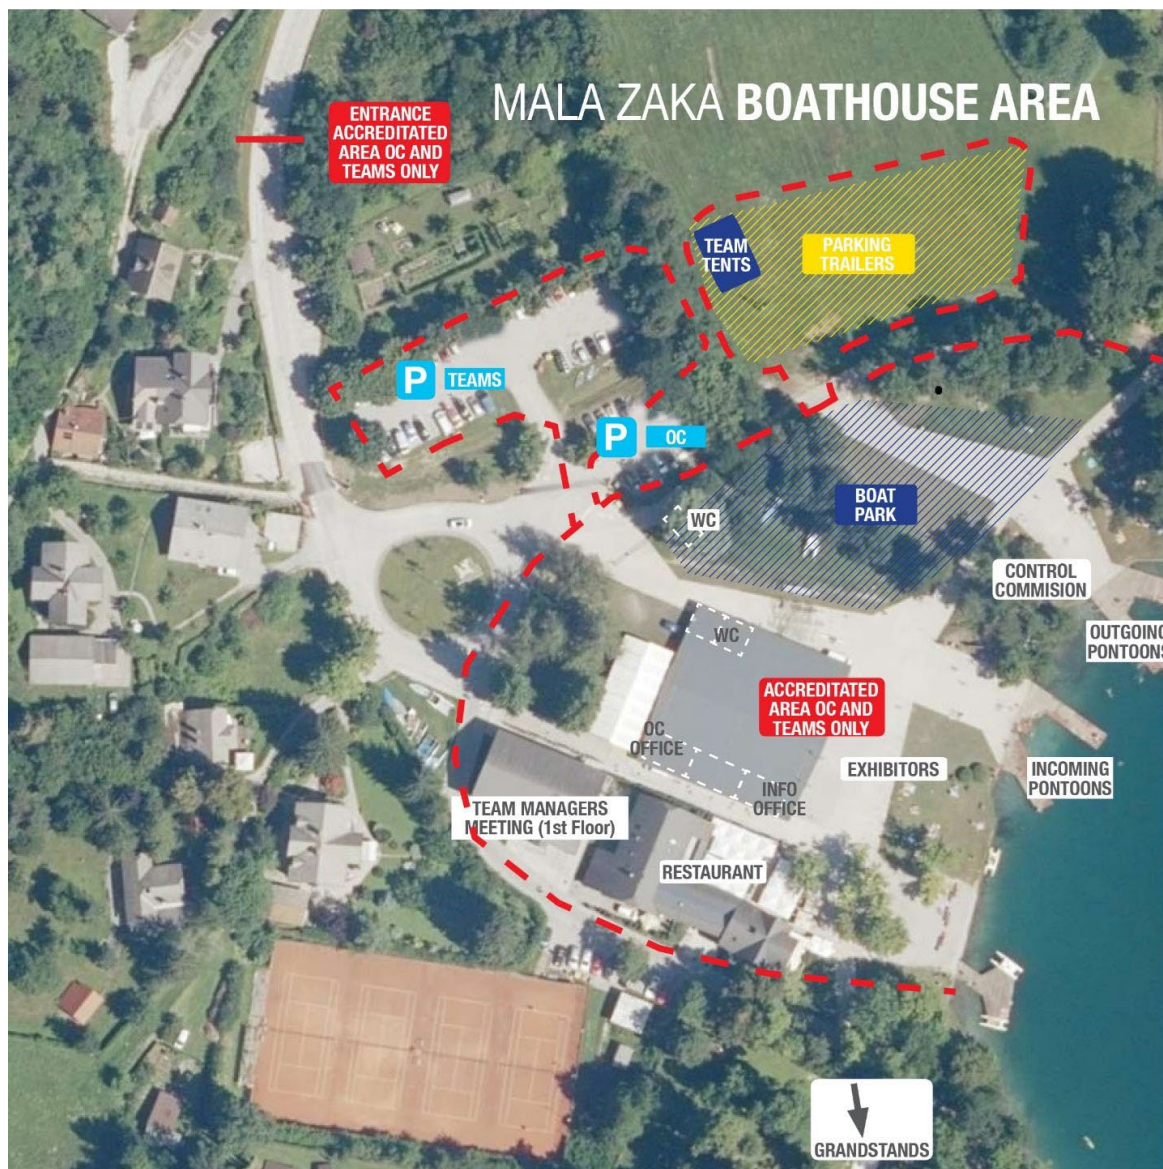 MALA ZAKA BOATHOUSE AREA
ENTRANCE
ACCREDITATED
AREA OC AND
TEAMS ONLY
TEAM
TENTS
PARKING
TRAILERS
P TEAMS
P OC
BOAT
PARK
WC
CONTROL
COMMISION
OUTGOING
PONTOONS
WC
ACCREDITATED
AREA OC AND
TEAMS ONLY
OC
OFFICE
EXHIBITORS
INCOMING
PONTOONS
INFO
OFFICE
TEAM MANAGERS
MEETING (1st Floor)
RESTAURANT
GRANDSTANDS